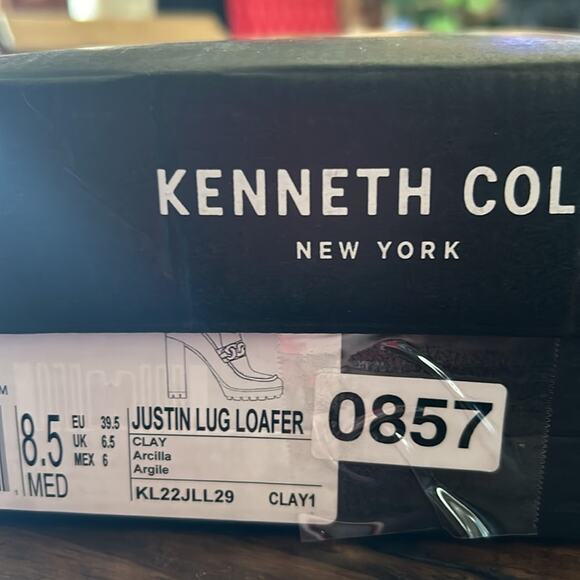 KENNETH COL
NEW YORK
M
8.5
MED
EU 39.5
UK 6.5
MEX 6
JUSTIN LUG LOAFER
CLAY
Arcilla
Argile
KL22JLL29 CLAY1
0857